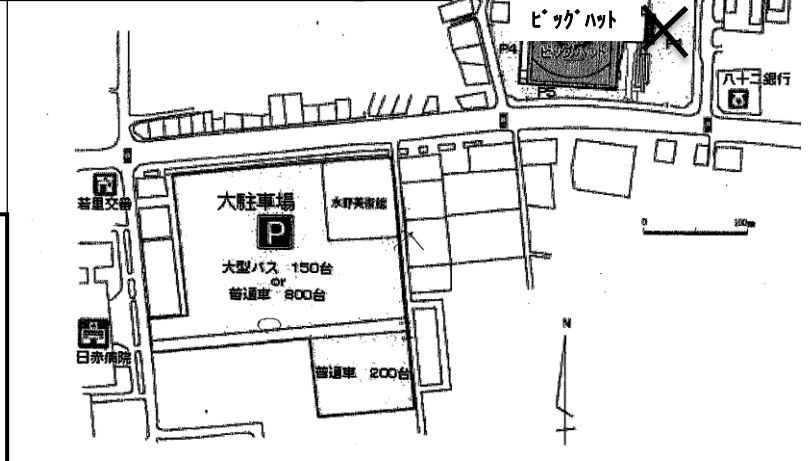 ビッグハット
P4
P5
八十二銀行
若里交番
大駐車場
P
水野美術館
大型バス 150台
or
普通車 800台
日赤病院
普通車 200台
0 100m
N